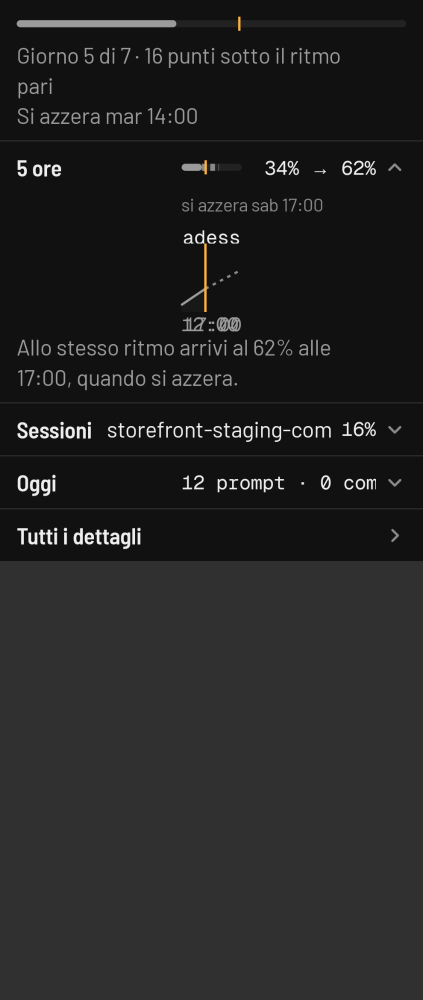 Giorno 5 di 7 · 16 punti sotto il ritmo
pari
Si azzera mar 14:00
5 ore 34% → 62%
si azzera sab 17:00
adess
Allo stesso ritmo arrivi al 62% alle
17:00, quando si azzera.
Sessioni storefront-staging-com 16%
Oggi 12 prompt · 0 com
Tutti i dettagli